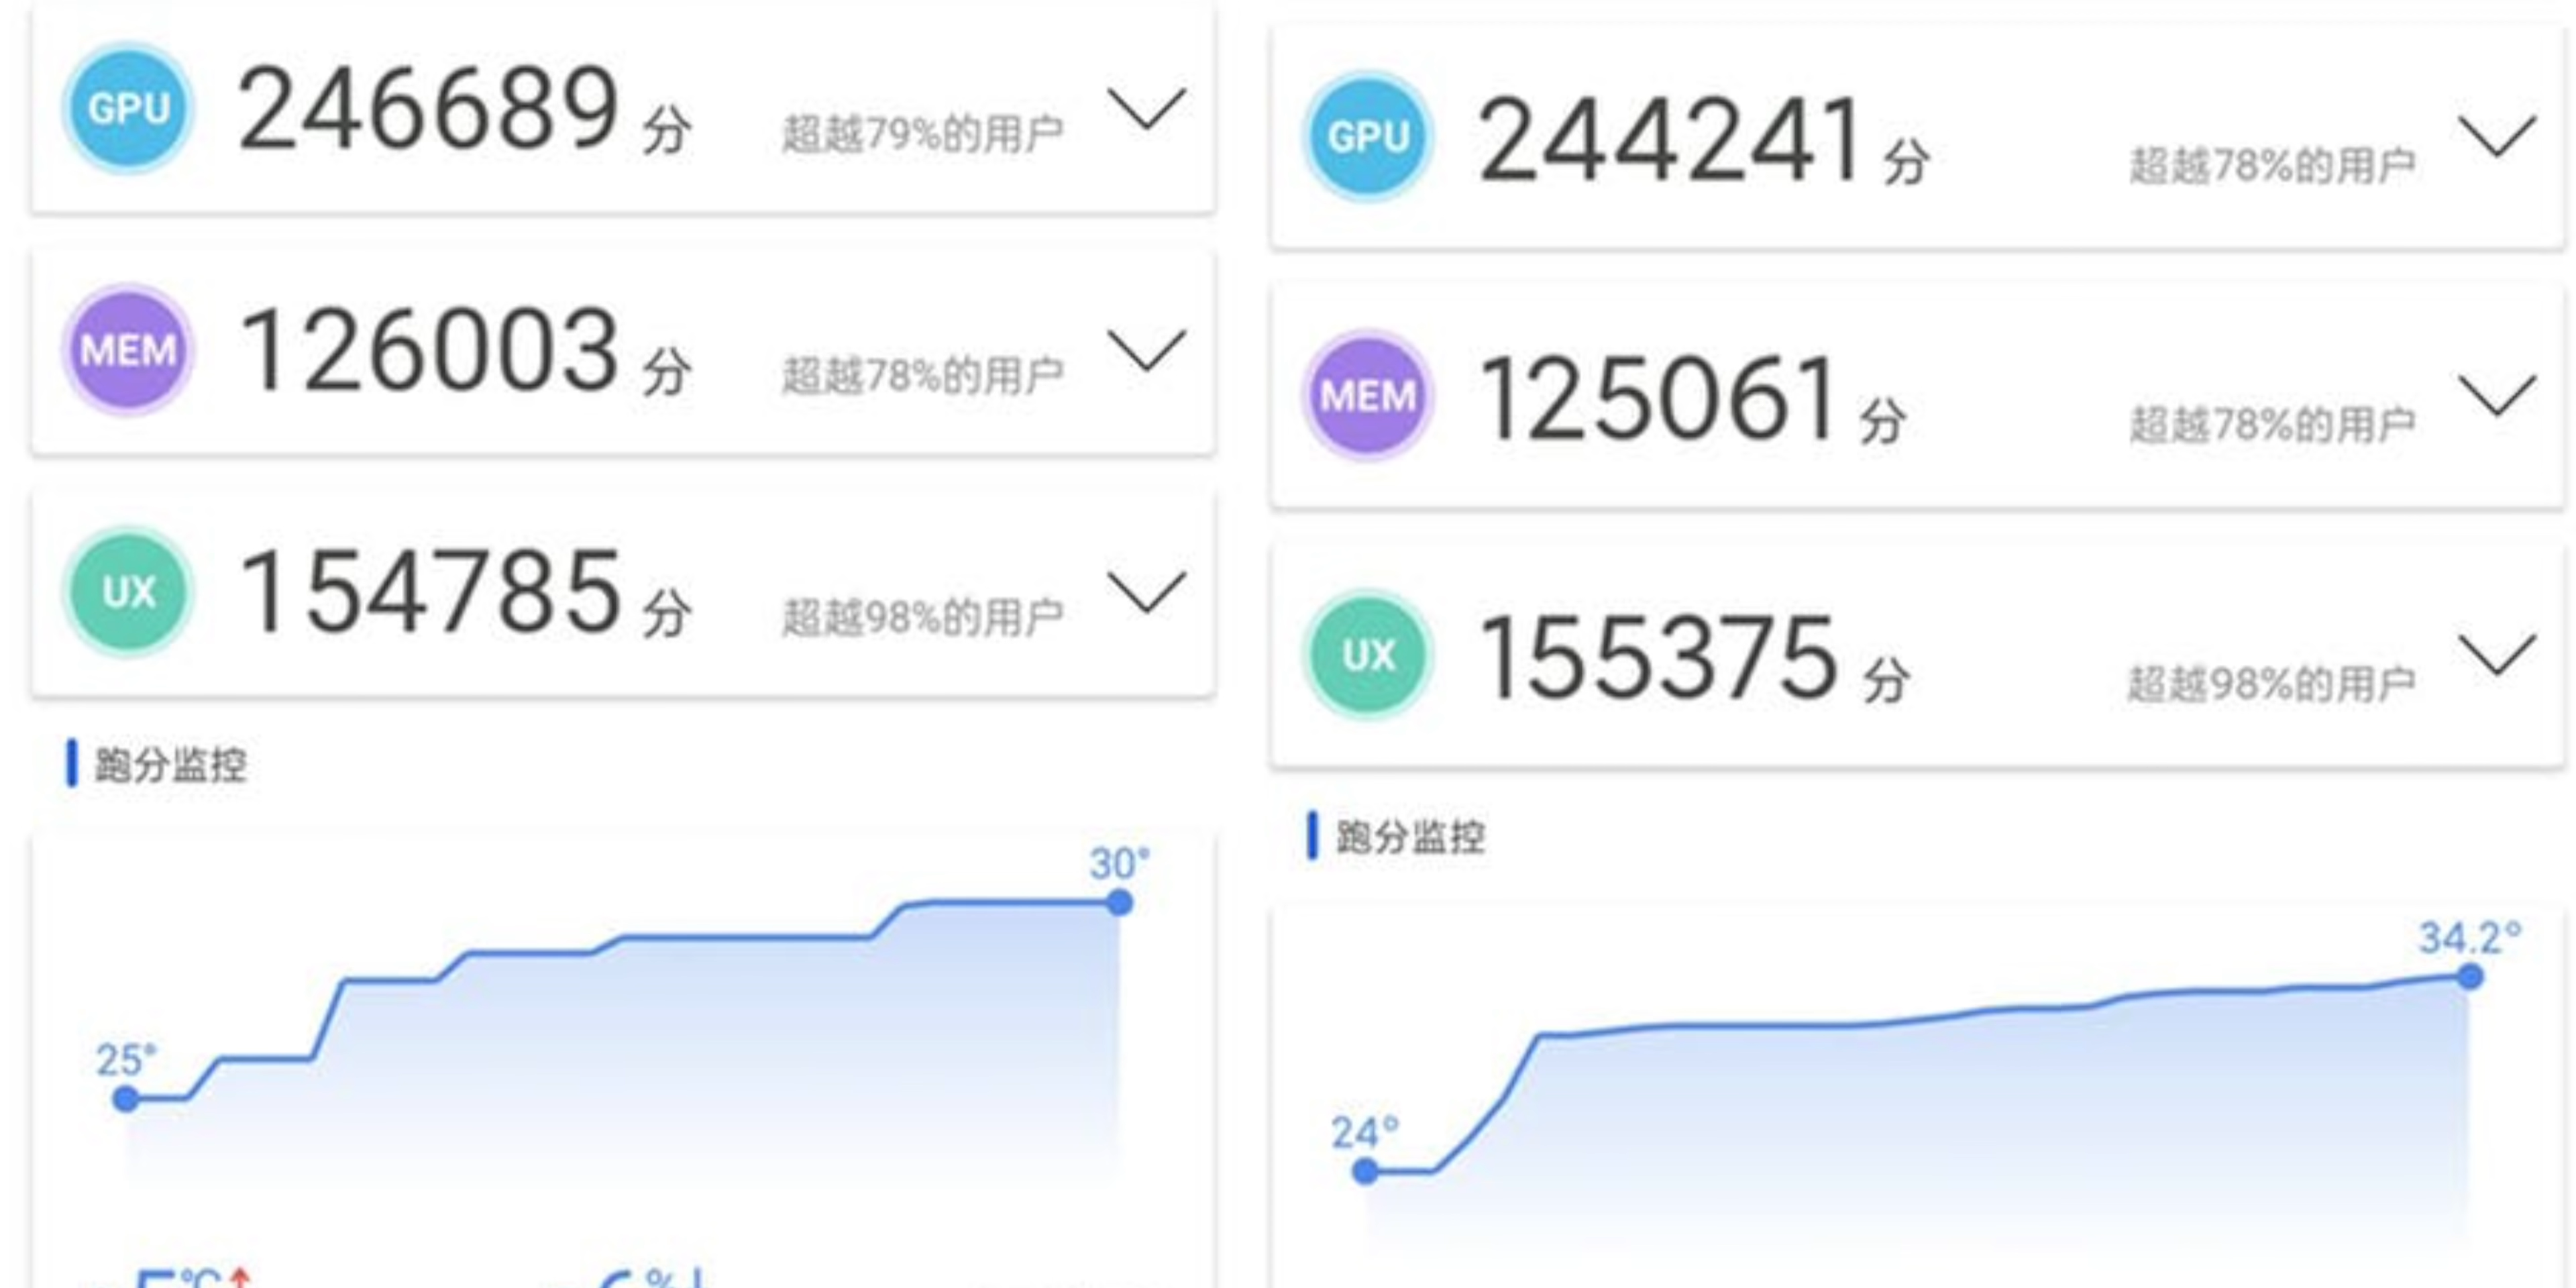 GPU 246689 分 超越79%的用户
MEM 126003 分 超越78%的用户
UX 154785 分 超越98%的用户
跑分监控
30°
25°
5℃↑ 6%↓
GPU 244241 分 超越78%的用户
MEM 125061 分 超越78%的用户
UX 155375 分 超越98%的用户
跑分监控
34.2°
24°